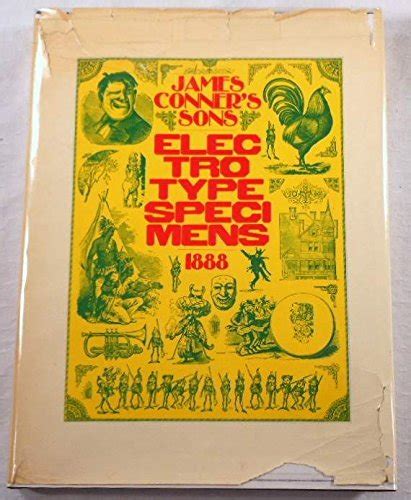 JAMES
CONNER'S
SONS
ELEC
TRO
TYPE
SPECI
MENS
1888